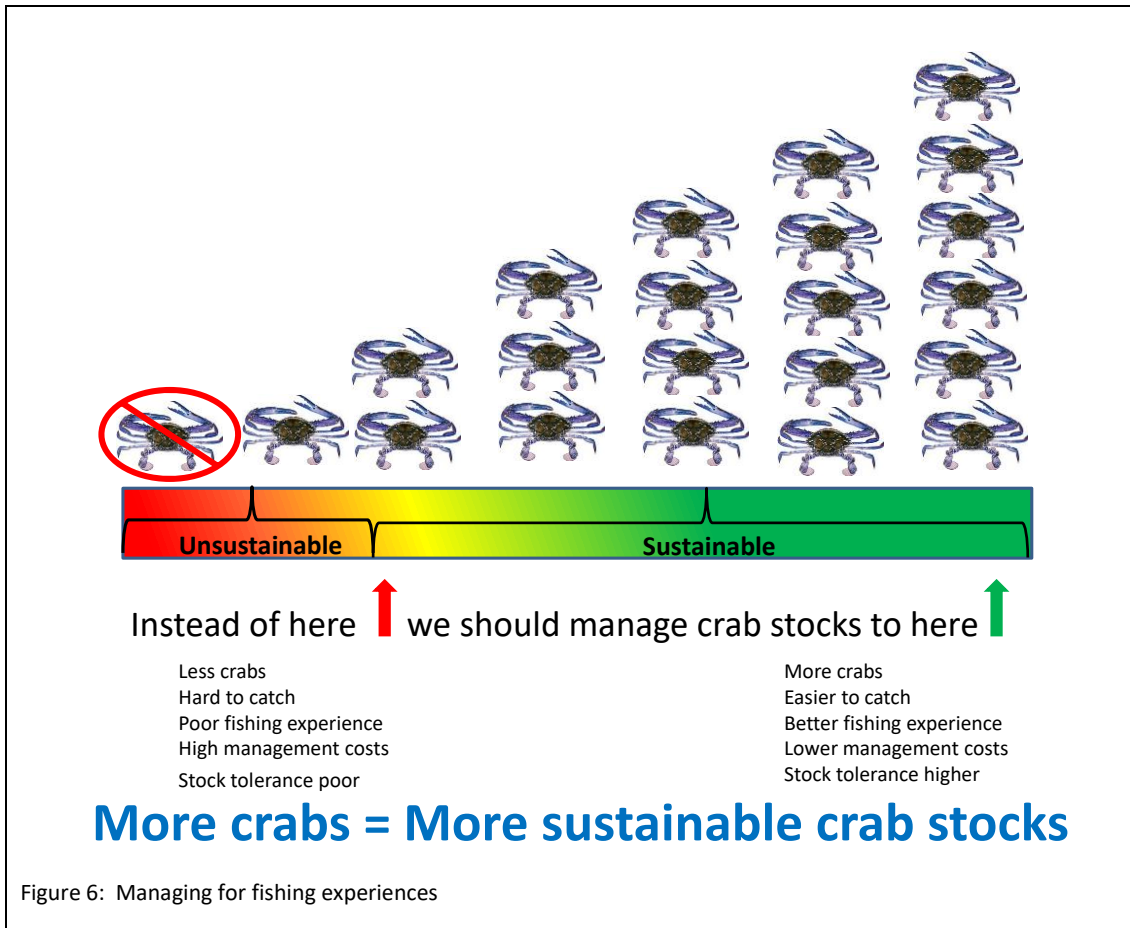 Unsustainable
Sustainable
Instead of here we should manage crab stocks to here
Less crabs
Hard to catch
Poor fishing experience
High management costs
Stock tolerance poor
More crabs
Easier to catch
Better fishing experience
Lower management costs
Stock tolerance higher
More crabs = More sustainable crab stocks
Figure 6: Managing for fishing experiences